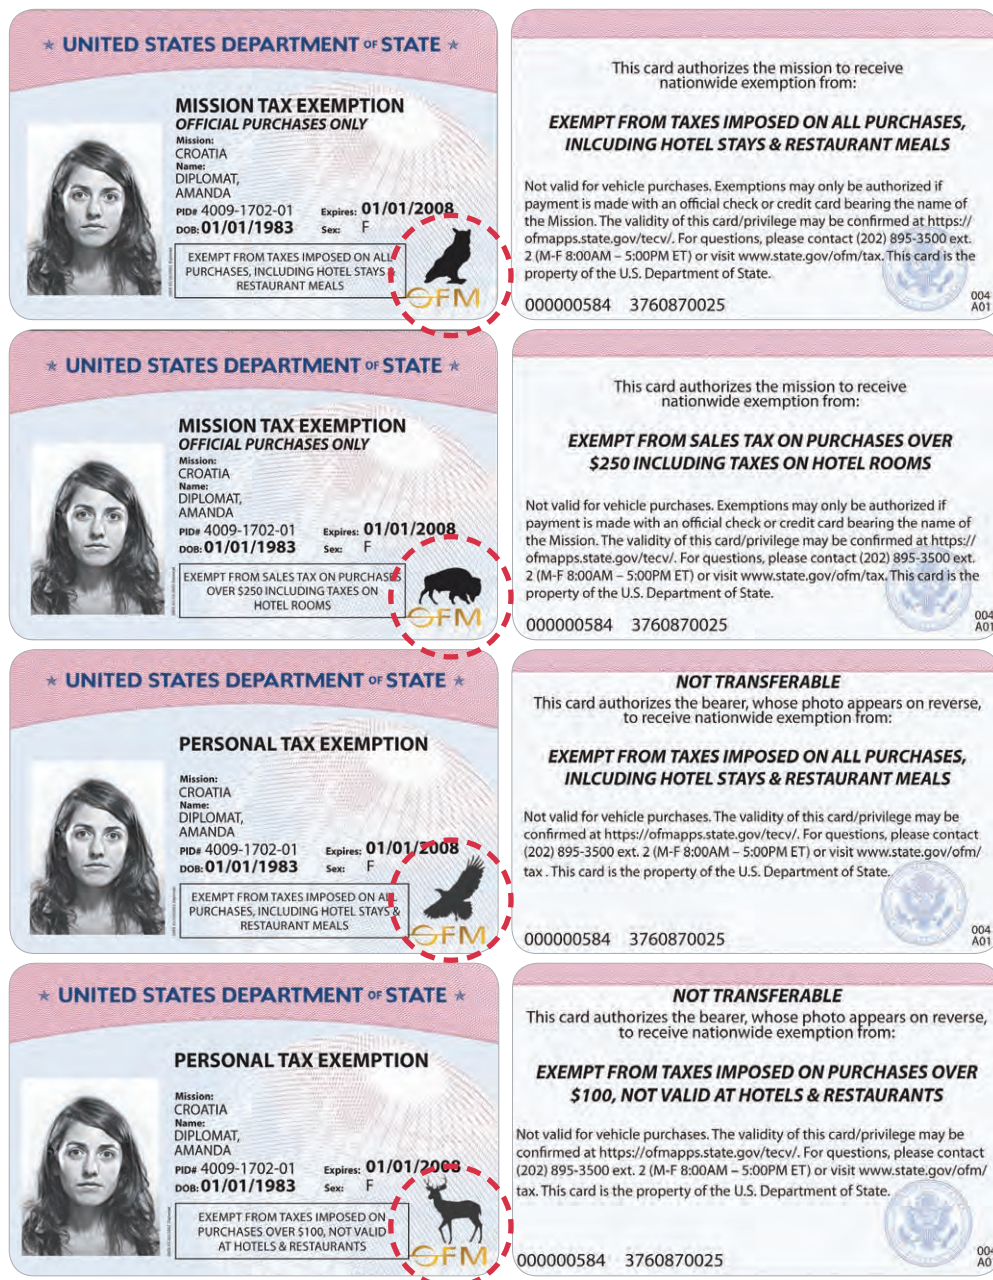 ★ UNITED STATES DEPARTMENT OF STATE ★
MISSION TAX EXEMPTION
OFFICIAL PURCHASES ONLY
Mission:
CROATIA
Name:
DIPLOMAT,
AMANDA
PID# 4009-1702-01 Expires: 01/01/2008
DOB: 01/01/1983 Sex: F
EXEMPT FROM TAXES IMPOSED ON ALL
PURCHASES, INCLUDING HOTEL STAYS &
RESTAURANT MEALS
OFM
This card authorizes the mission to receive
nationwide exemption from:
EXEMPT FROM TAXES IMPOSED ON ALL PURCHASES,
INLCUDING HOTEL STAYS & RESTAURANT MEALS
Not valid for vehicle purchases. Exemptions may only be authorized if
payment is made with an official check or credit card bearing the name of
the Mission. The validity of this card/privilege may be confirmed at https://
ofmapps.state.gov/tecv/. For questions, please contact (202) 895-3500 ext.
2 (M-F 8:00AM – 5:00PM ET) or visit www.state.gov/ofm/tax. This card is the
property of the U.S. Department of State.
000000584 3760870025
004
A01
★ UNITED STATES DEPARTMENT OF STATE ★
MISSION TAX EXEMPTION
OFFICIAL PURCHASES ONLY
Mission:
CROATIA
Name:
DIPLOMAT,
AMANDA
PID# 4009-1702-01 Expires: 01/01/2008
DOB: 01/01/1983 Sex: F
EXEMPT FROM SALES TAX ON PURCHASES
OVER $250 INCLUDING TAXES ON
HOTEL ROOMS
OFM
This card authorizes the mission to receive
nationwide exemption from:
EXEMPT FROM SALES TAX ON PURCHASES OVER
$250 INCLUDING TAXES ON HOTEL ROOMS
Not valid for vehicle purchases. Exemptions may only be authorized if
payment is made with an official check or credit card bearing the name of
the Mission. The validity of this card/privilege may be confirmed at https://
ofmapps.state.gov/tecv/. For questions, please contact (202) 895-3500 ext.
2 (M-F 8:00AM – 5:00PM ET) or visit www.state.gov/ofm/tax. This card is the
property of the U.S. Department of State.
000000584 3760870025
004
A01
★ UNITED STATES DEPARTMENT OF STATE ★
PERSONAL TAX EXEMPTION
Mission:
CROATIA
Name:
DIPLOMAT,
AMANDA
PID# 4009-1702-01 Expires: 01/01/2008
DOB: 01/01/1983 Sex: F
EXEMPT FROM TAXES IMPOSED ON ALL
PURCHASES, INCLUDING HOTEL STAYS &
RESTAURANT MEALS
OFM
NOT TRANSFERABLE
This card authorizes the bearer, whose photo appears on reverse,
to receive nationwide exemption from:
EXEMPT FROM TAXES IMPOSED ON ALL PURCHASES,
INLCUDING HOTEL STAYS & RESTAURANT MEALS
Not valid for vehicle purchases. The validity of this card/privilege may be
confirmed at https://ofmapps.state.gov/tecv/. For questions, please contact
(202) 895-3500 ext. 2 (M-F 8:00AM – 5:00PM ET) or visit www.state.gov/ofm/
tax . This card is the property of the U.S. Department of State.
000000584 3760870025
004
A01
★ UNITED STATES DEPARTMENT OF STATE ★
PERSONAL TAX EXEMPTION
Mission:
CROATIA
Name:
DIPLOMAT,
AMANDA
PID# 4009-1702-01 Expires: 01/01/2008
DOB: 01/01/1983 Sex: F
EXEMPT FROM TAXES IMPOSED ON
PURCHASES OVER $100, NOT VALID
AT HOTELS & RESTAURANTS
OFM
NOT TRANSFERABLE
This card authorizes the bearer, whose photo appears on reverse,
to receive nationwide exemption from:
EXEMPT FROM TAXES IMPOSED ON PURCHASES OVER
$100, NOT VALID AT HOTELS & RESTAURANTS
Not valid for vehicle purchases. The validity of this card/privilege may be
confirmed at https://ofmapps.state.gov/tecv/. For questions, please contact
(202) 895-3500 ext. 2 (M-F 8:00AM – 5:00PM ET) or visit www.state.gov/ofm/
tax. This card is the property of the U.S. Department of State.
000000584 3760870025
004
A0